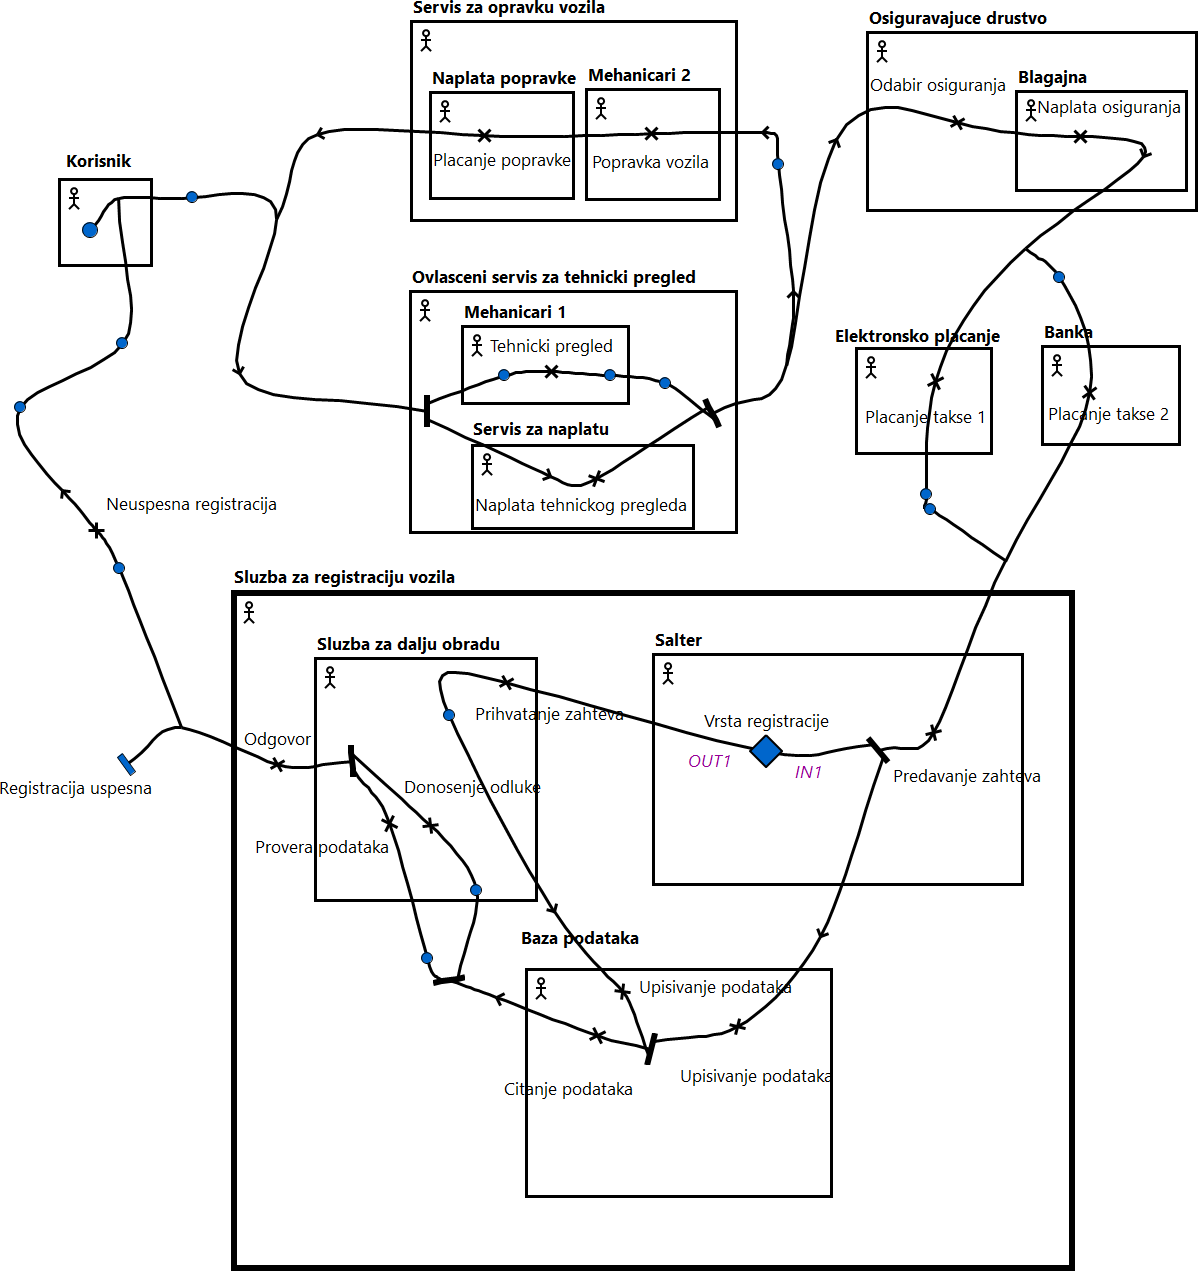 Servis za opravku vozila
Osiguravajuce drustvo
Naplata popravke
Mehanicari 2
Odabir osiguranja
Blagajna
Naplata osiguranja
Placanje popravke
Popravka vozila
Korisnik
Ovlasceni servis za tehnicki pregled
Mehanicari 1
Tehnicki pregled
Elektronsko placanje
Banka
Placanje takse 1
Placanje takse 2
Servis za naplatu
Naplata tehnickog pregleda
Neuspesna registracija
Sluzba za registraciju vozila
Sluzba za dalju obradu
Salter
Prihvatanje zahteva
Vrsta registracije
Odgovor
OUT1
IN1
Predavanje zahteva
Registracija uspesna
Donosenje odluke
Provera podataka
Baza podataka
Upisivanje podataka
Citanje podataka
Upisivanje podataka